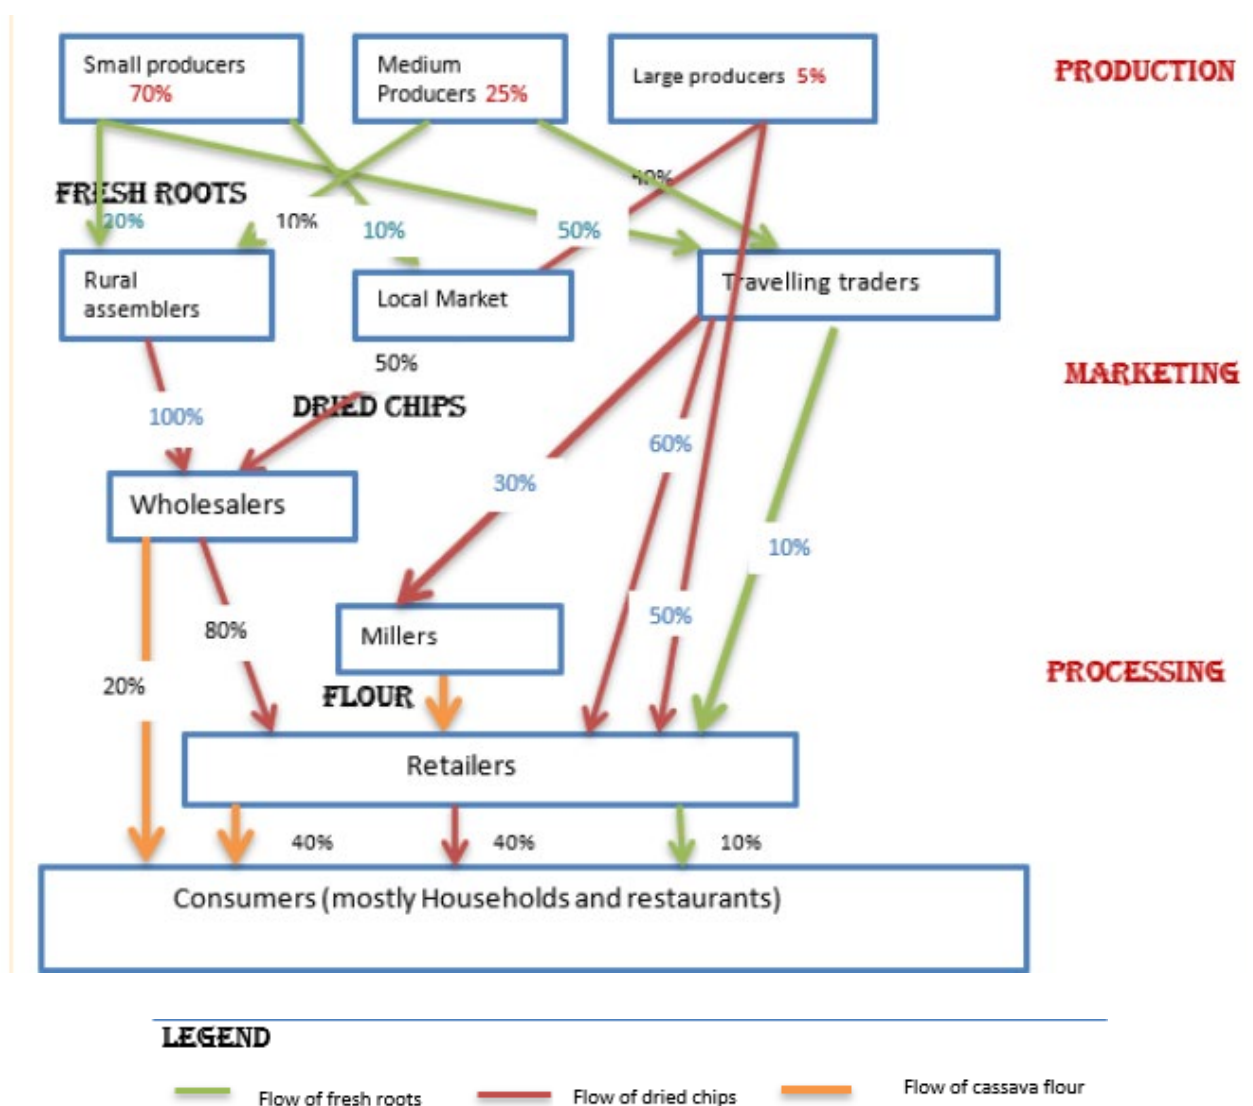 Small producers
70%
Medium
Producers 25%
Large producers 5%
PRODUCTION
40%
FRESH ROOTS
20%
10%
10%
50%
Rural
assemblers
Local Market
Travelling traders
50%
MARKETING
DRIED CHIPS
100%
60%
30%
Wholesalers
10%
50%
80%
Millers
20%
FLOUR
PROCESSING
Retailers
40%
40%
10%
Consumers (mostly Households and restaurants)
LEGEND
Flow of fresh roots
Flow of dried chips
Flow of cassava flour